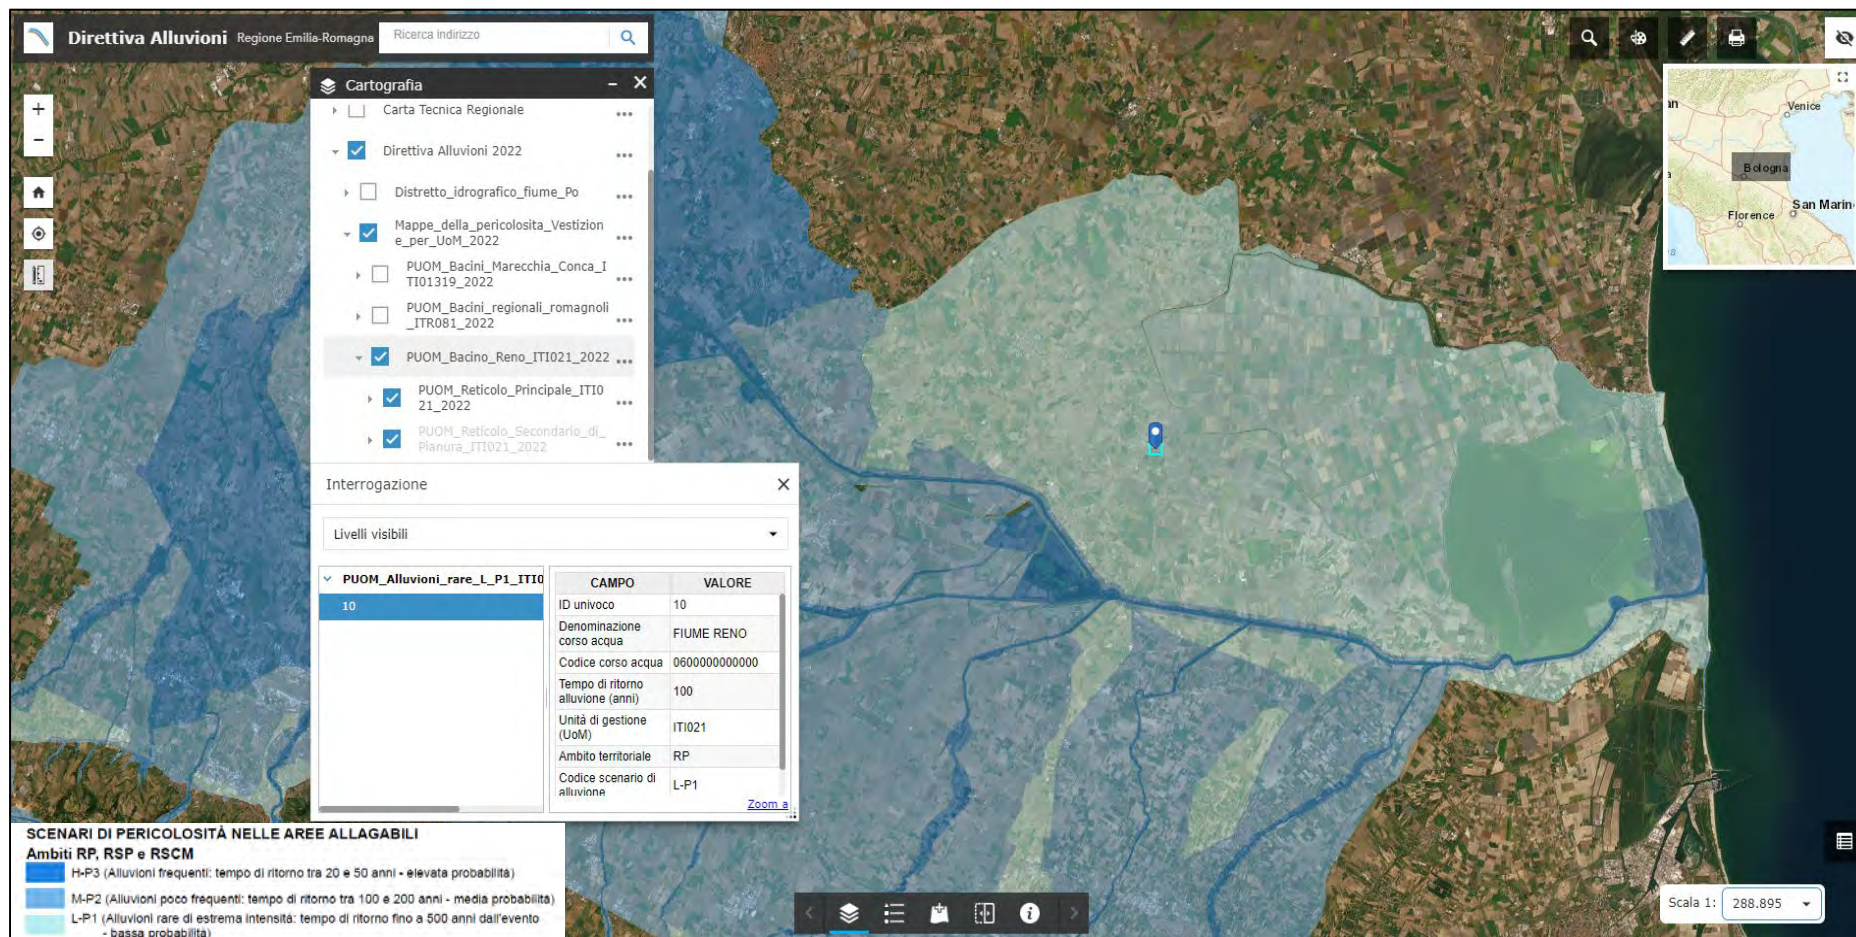 Direttiva Alluvioni Regione Emilia-Romagna
Ricerca indirizzo
Cartografia
Carta Tecnica Regionale
Direttiva Alluvioni 2022
Distretto_idrografico_fiume_Po
Mappe_della_pericolosita_Vestizion
e_per_UoM_2022
PUOM_Bacini_Marecchia_Conca_I
TI01319_2022
PUOM_Bacini_regionali_romagnoli
_ITR081_2022
PUOM_Bacino_Reno_ITI021_2022
PUOM_Reticolo_Principale_ITI0
21_2022
PUOM_Reticolo_Secondario_di_
Pianura_ITI021_2022
Interrogazione
Livelli visibili
PUOM_Alluvioni_rare_L_P1_ITI0
10
CAMPO VALORE
ID univoco 10
Denominazione
corso acqua FIUME RENO
Codice corso acqua 0600000000000
Tempo di ritorno
alluvione (anni) 100
Unità di gestione
(UoM) ITI021
Ambito territoriale RP
Codice scenario di
alluvione L-P1
Zoom a
SCENARI DI PERICOLOSITÀ NELLE AREE ALLAGABILI
Ambiti RP, RSP e RSCM
H-P3 (Alluvioni frequenti: tempo di ritorno tra 20 e 50 anni - elevata probabilità)
M-P2 (Alluvioni poco frequenti: tempo di ritorno tra 100 e 200 anni - media probabilità)
L-P1 (Alluvioni rare di estrema intensità: tempo di ritorno fino a 500 anni dall'evento
- bassa probabilità)
Venice
Bologna
Florence
San Marin
Scala 1: 288.895